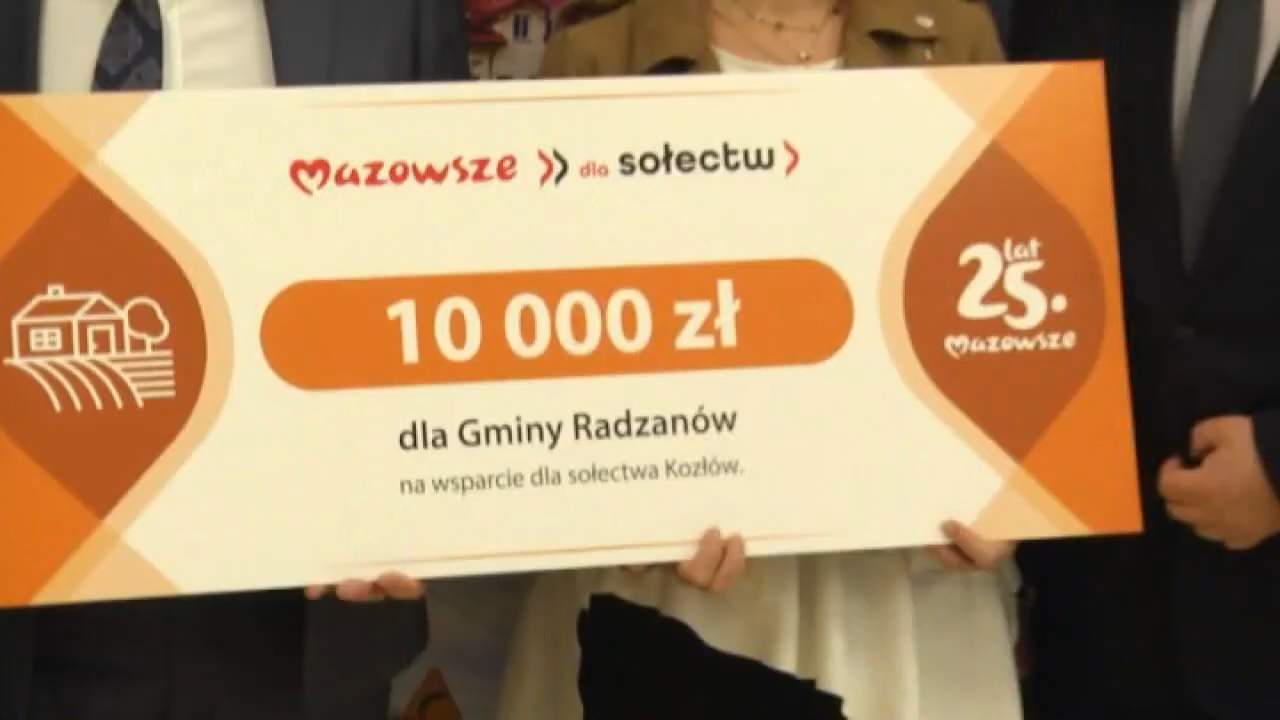 mazowsze dla sołectw
10 000 zł
dla Gminy Radzanów
na wsparcie dla sołectwa Kozłów.
25. lat
mazowsze